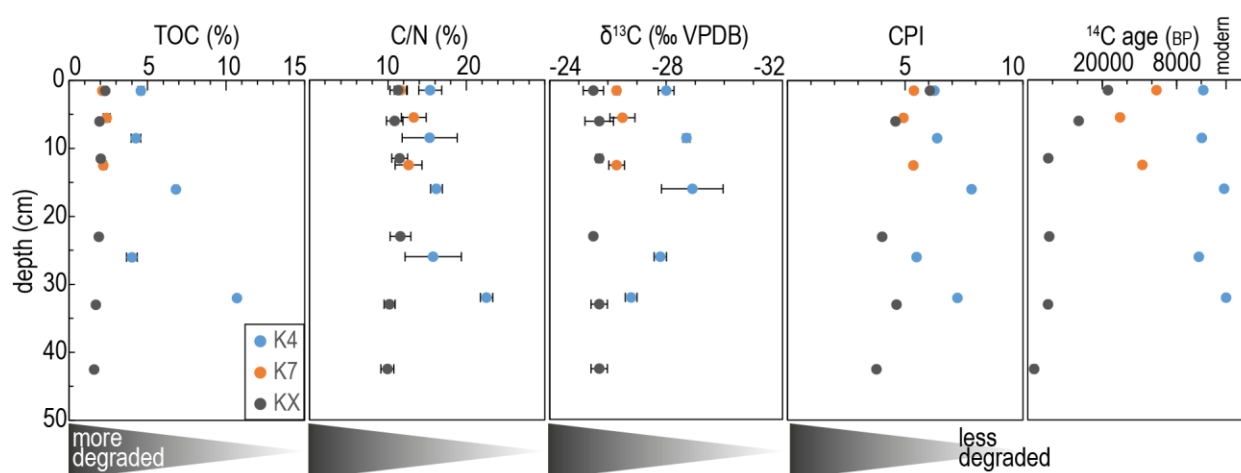 TOC (%)
C/N (%)
δ¹³C (‰ VPDB)
CPI
¹⁴C age (BP)
modern
0 5 10 15
10 20
-24 -28 -32
5 10
20000 8000
depth (cm)
0
10
20
30
40
50
K4
K7
KX
more
degraded
less
degraded